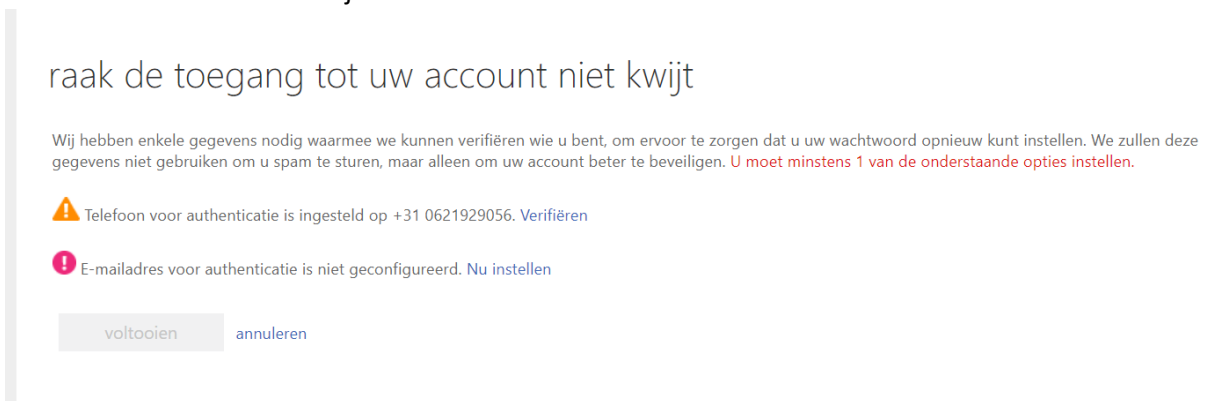 raak de toegang tot uw account niet kwijt
Wij hebben enkele gegevens nodig waarmee we kunnen verifiëren wie u bent, om ervoor te zorgen dat u uw wachtwoord opnieuw kunt instellen. We zullen deze
gegevens niet gebruiken om u spam te sturen, maar alleen om uw account beter te beveiligen. U moet minstens 1 van de onderstaande opties instellen.
Telefoon voor authenticatie is ingesteld op +31 0621929056. Verifiëren
E-mailadres voor authenticatie is niet geconfigureerd. Nu instellen
voltooien annuleren